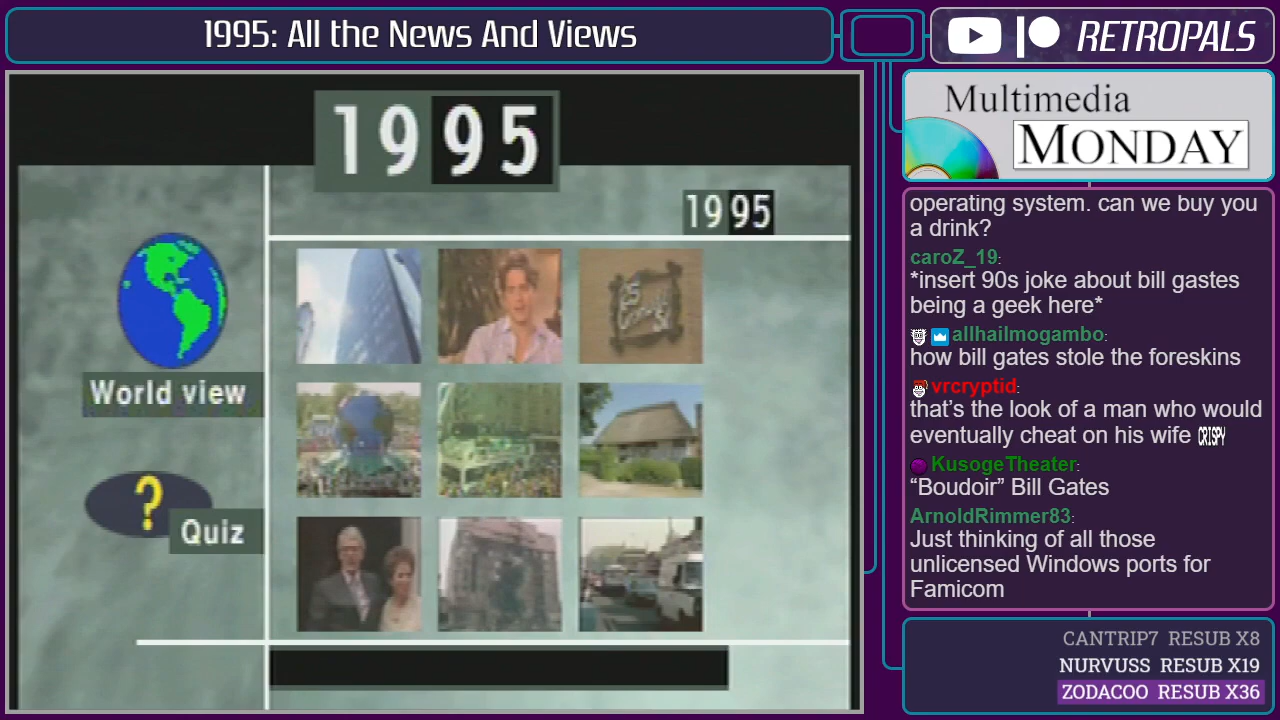 1995: All the News And Views
RETROPALS
Multimedia
MONDAY
1995
1995
World view
?
Quiz
operating system. can we buy you
a drink?
caroZ_19:
*insert 90s joke about bill gastes
being a geek here*
allhailmogambo:
how bill gates stole the foreskins
vrcryptid:
that's the look of a man who would
eventually cheat on his wife CRISPY
KusogeTheater:
“Boudoir” Bill Gates
ArnoldRimmer83:
Just thinking of all those
unlicensed Windows ports for
Famicom
CANTRIP7 RESUB X8
NURVUSS RESUB X19
ZODACOO RESUB X36